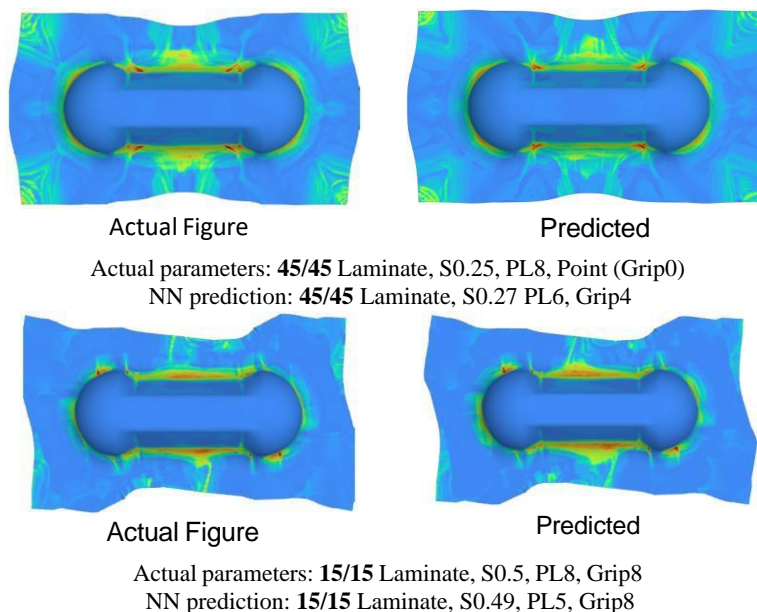 Actual Figure
Predicted
Actual parameters: 45/45 Laminate, S0.25, PL8, Point (Grip0)
NN prediction: 45/45 Laminate, S0.27 PL6, Grip4
Actual Figure
Predicted
Actual parameters: 15/15 Laminate, S0.5, PL8, Grip8
NN prediction: 15/15 Laminate, S0.49, PL5, Grip8